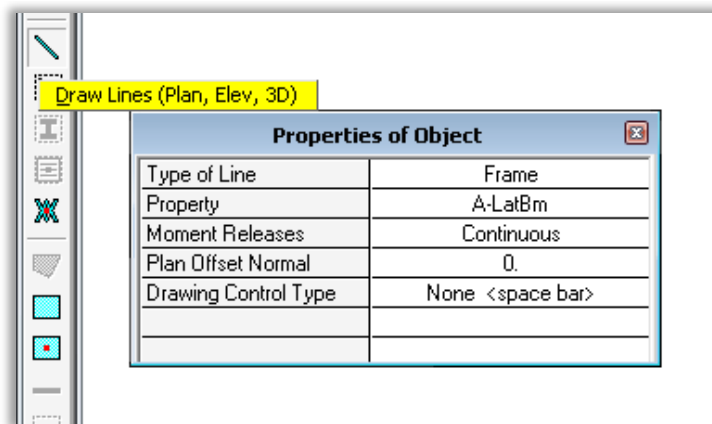 Draw Lines (Plan, Elev, 3D)
Properties of Object
Type of Line Frame
Property A-LatBm
Moment Releases Continuous
Plan Offset Normal 0.
Drawing Control Type None <space bar>